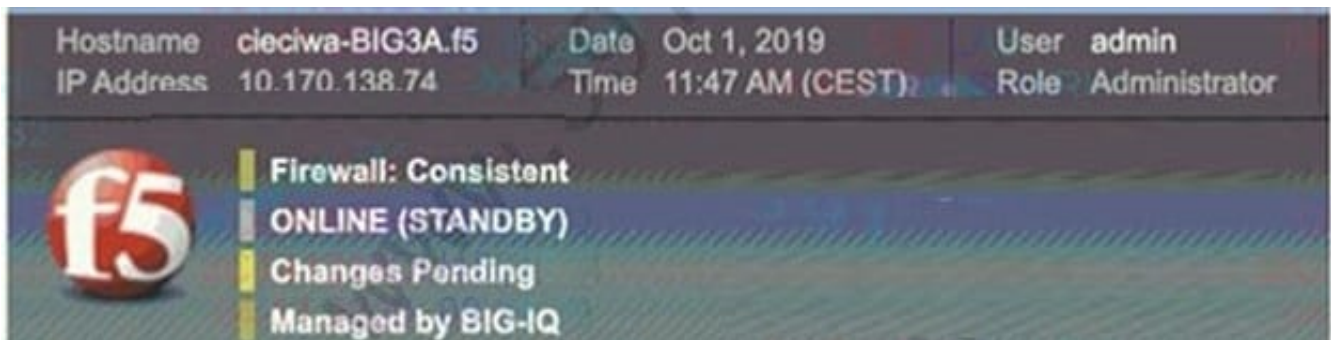 Hostname cieciwa-BIG3A.f5 Date Oct 1, 2019 User admin
IP Address 10.170.138.74 Time 11:47 AM (CEST) Role Administrator
f5
Firewall: Consistent
ONLINE (STANDBY)
Changes Pending
Managed by BIG-IQ